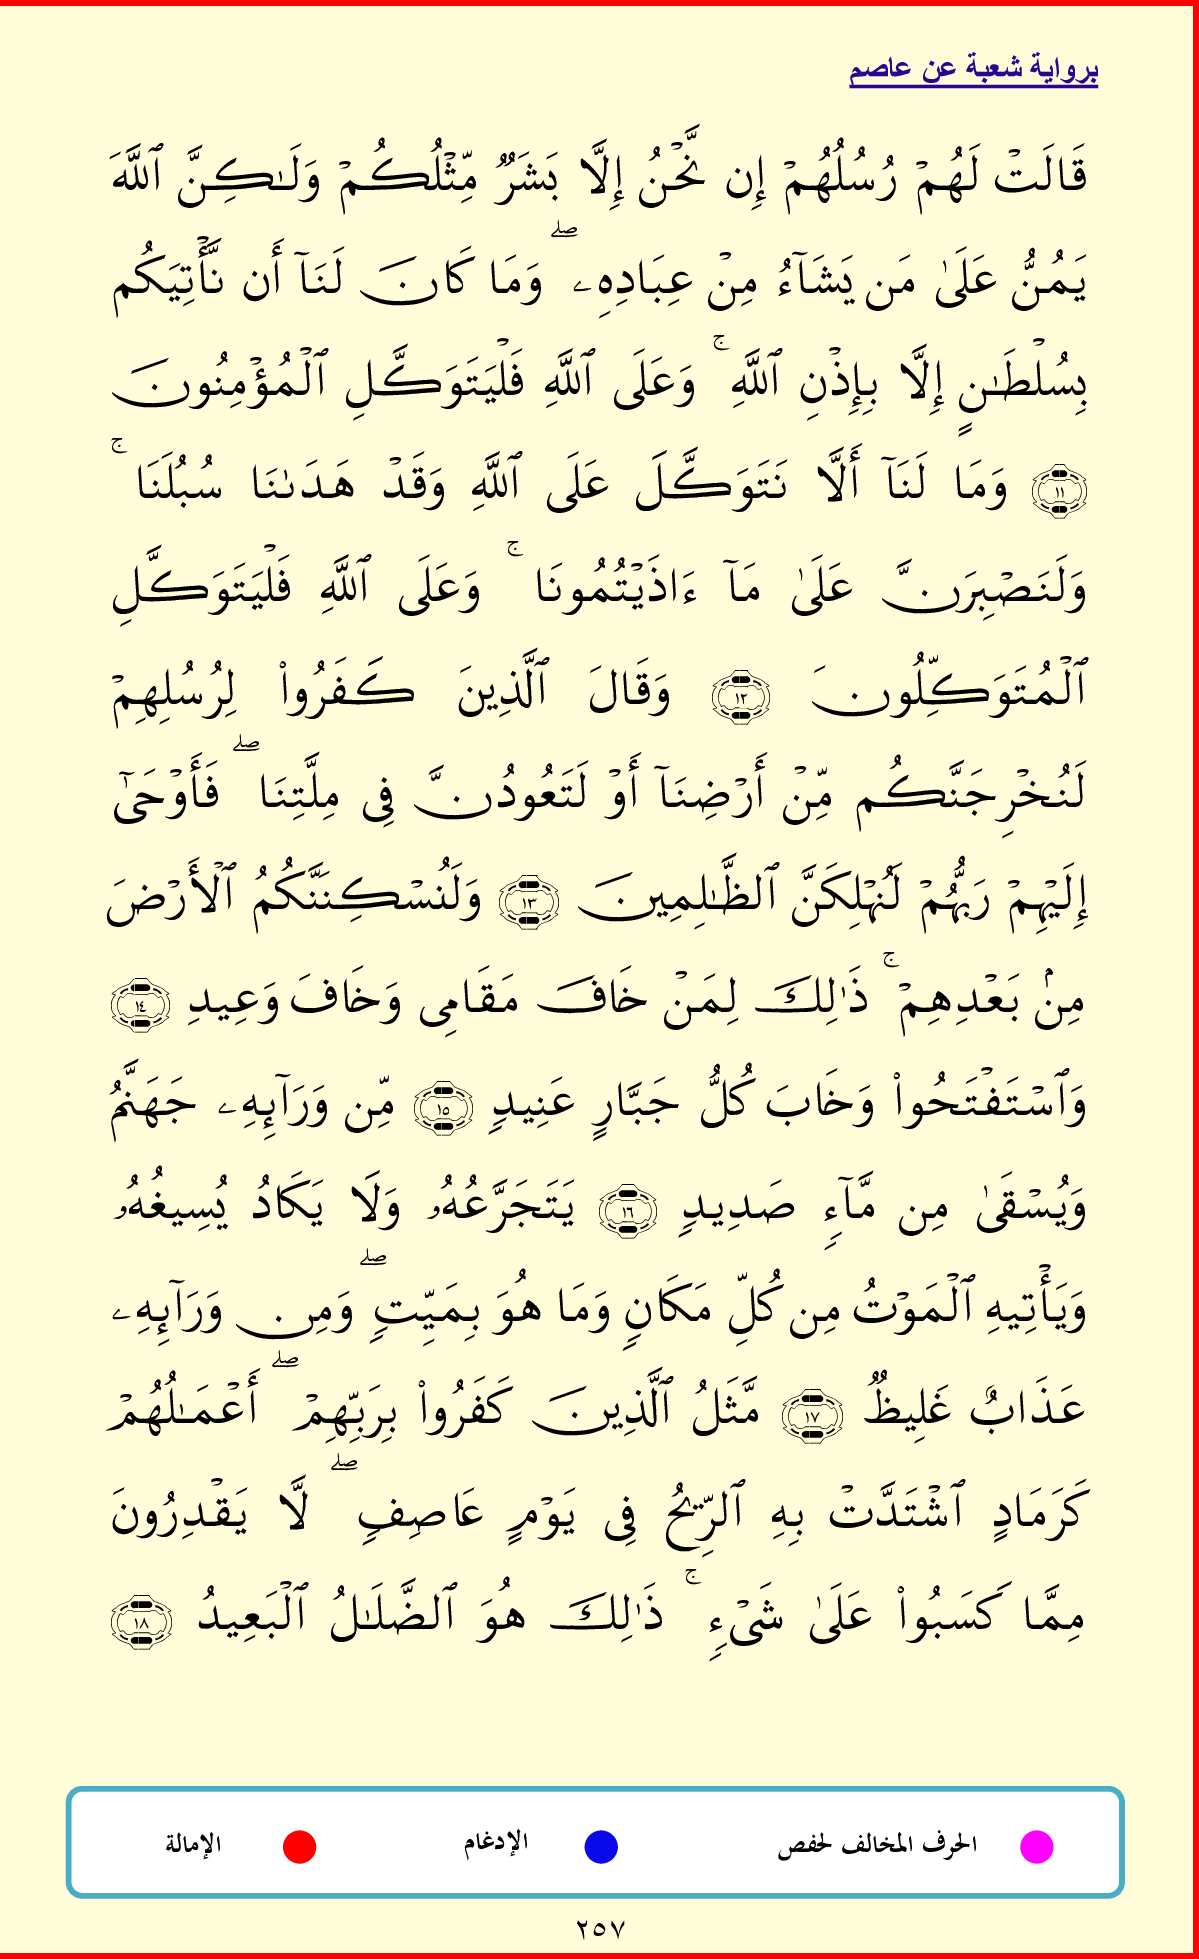 برواية شعبة عن عاصم
قَالَتۡ لَهُمۡ رُسُلُهُمۡ إِن نَّحۡنُ إِلَّا بَشَرٞ مِّثۡلُكُمۡ وَلَٰكِنَّ ٱللَّهَ
يَمُنُّ عَلَىٰ مَن يَشَآءُ مِنۡ عِبَادِهِۦۖ وَمَا كَانَ لَنَآ أَن نَّأۡتِيَكُم
بِسُلۡطَٰنٍ إِلَّا بِإِذۡنِ ٱللَّهِۚ وَعَلَى ٱللَّهِ فَلۡيَتَوَكَّلِ ٱلۡمُؤۡمِنُونَ
١١ وَمَا لَنَآ أَلَّا نَتَوَكَّلَ عَلَى ٱللَّهِ وَقَدۡ هَدَىٰنَا سُبُلَنَاۚ
وَلَنَصۡبِرَنَّ عَلَىٰ مَآ ءَاذَيۡتُمُونَاۚ وَعَلَى ٱللَّهِ فَلۡيَتَوَكَّلِ
ٱلۡمُتَوَكِّلُونَ ١٢ وَقَالَ ٱلَّذِينَ كَفَرُواْ لِرُسُلِهِمۡ
لَنُخۡرِجَنَّكُم مِّنۡ أَرۡضِنَآ أَوۡ لَتَعُودُنَّ فِي مِلَّتِنَاۖ فَأَوۡحَىٰٓ
إِلَيۡهِمۡ رَبُّهُمۡ لَنُهۡلِكَنَّ ٱلظَّٰلِمِينَ ١٣ وَلَنُسۡكِنَنَّكُمُ ٱلۡأَرۡضَ
مِنۢ بَعۡدِهِمۡۚ ذَٰلِكَ لِمَنۡ خَافَ مَقَامِي وَخَافَ وَعِيدِ ١٤
وَٱسۡتَفۡتَحُواْ وَخَابَ كُلُّ جَبَّارٍ عَنِيدٖ ١٥ مِّن وَرَآئِهِۦ جَهَنَّمُ
وَيُسۡقَىٰ مِن مَّآءٖ صَدِيدٖ ١٦ يَتَجَرَّعُهُۥ وَلَا يَكَادُ يُسِيغُهُۥ
وَيَأۡتِيهِ ٱلۡمَوۡتُ مِن كُلِّ مَكَانٖ وَمَا هُوَ بِمَيِّتٖۖ وَمِن وَرَآئِهِۦ
عَذَابٌ غَلِيظٞ ١٧ مَّثَلُ ٱلَّذِينَ كَفَرُواْ بِرَبِّهِمۡۖ أَعۡمَٰلُهُمۡ
كَرَمَادٍ ٱشۡتَدَّتۡ بِهِ ٱلرِّيحُ فِي يَوۡمٍ عَاصِفٖۖ لَّا يَقۡدِرُونَ
مِمَّا كَسَبُواْ عَلَىٰ شَيۡءٖۚ ذَٰلِكَ هُوَ ٱلضَّلَٰلُ ٱلۡبَعِيدُ ١٨
الحرف المخالف لحفص الإدغام الإمالة
٢٥٧